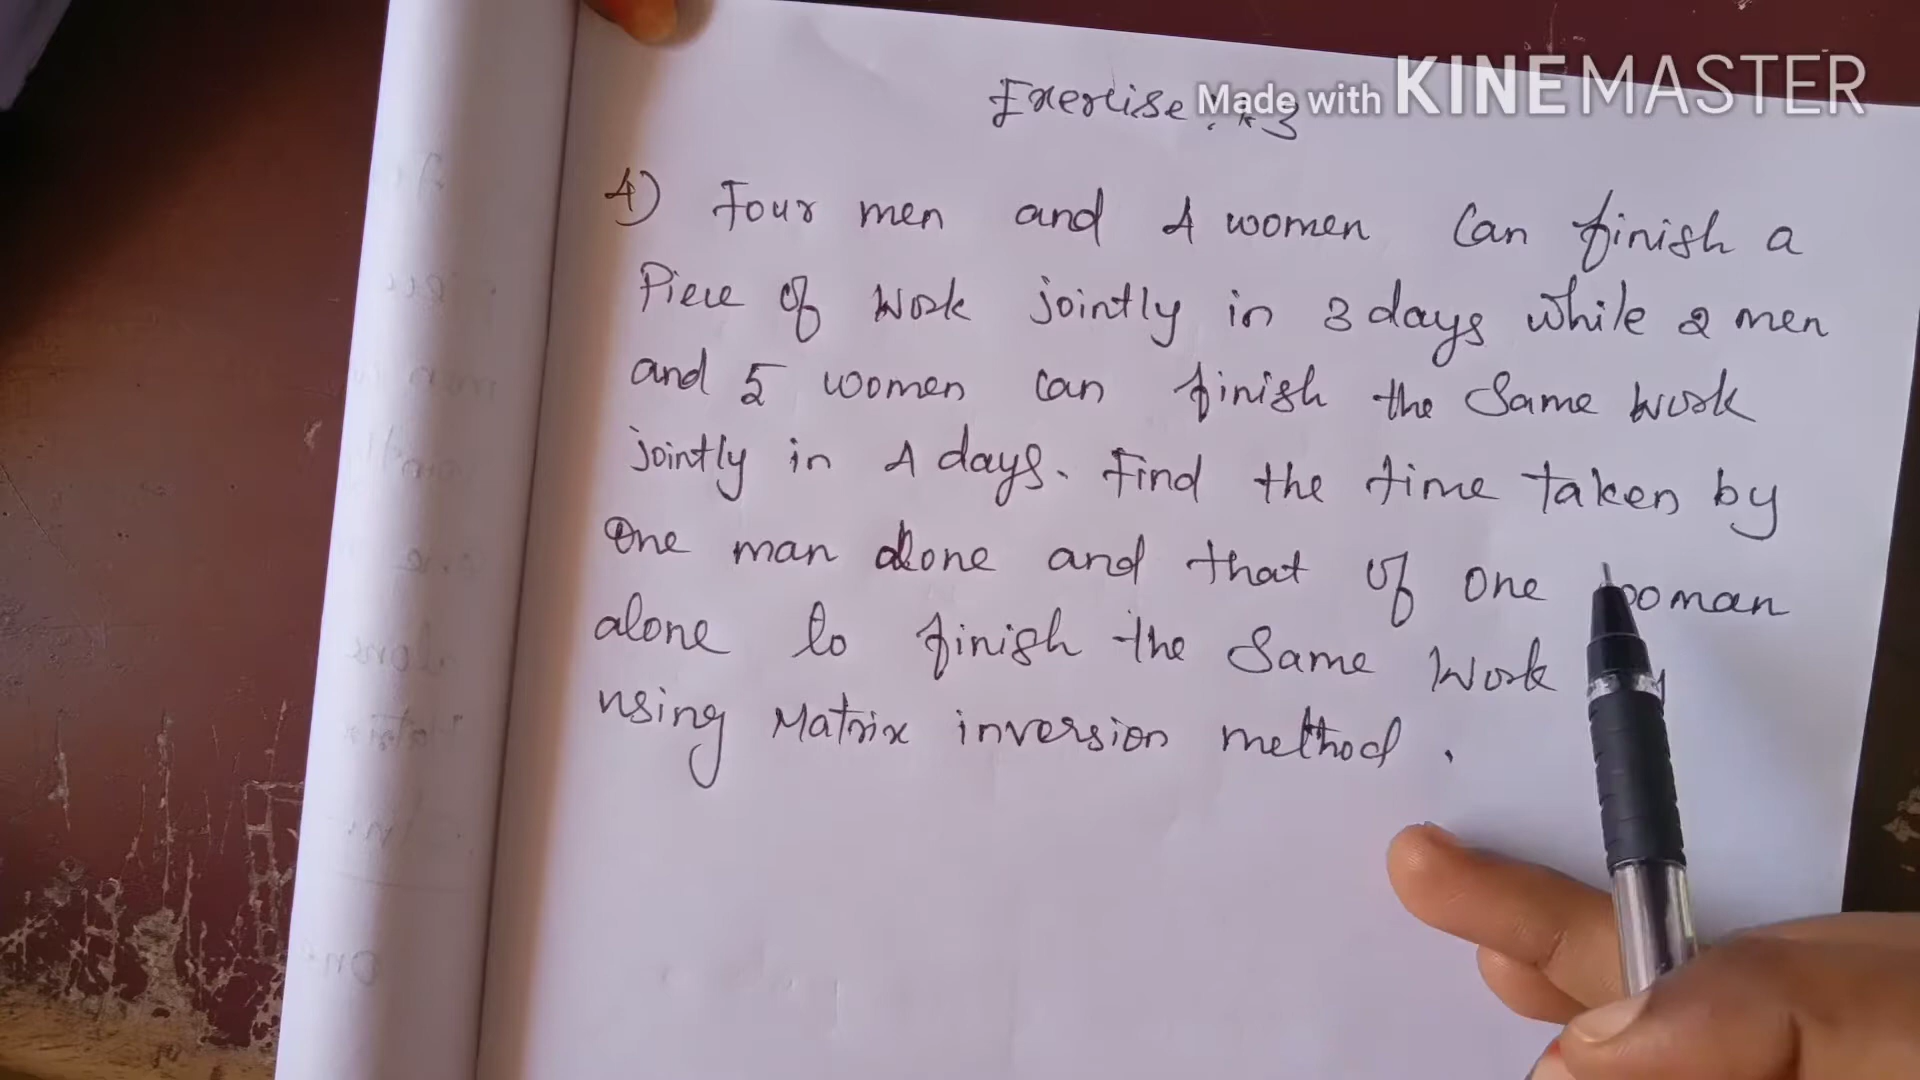 Exercise 1.3
Made with KINEMASTER
4) Four men and 4 women can finish a
Piece of work jointly in 3 days while 2 men
and 5 women can finish the same work
jointly in 4 days. Find the time taken by
one man alone and that of one woman
alone to finish the same work
using Matrix inversion method.